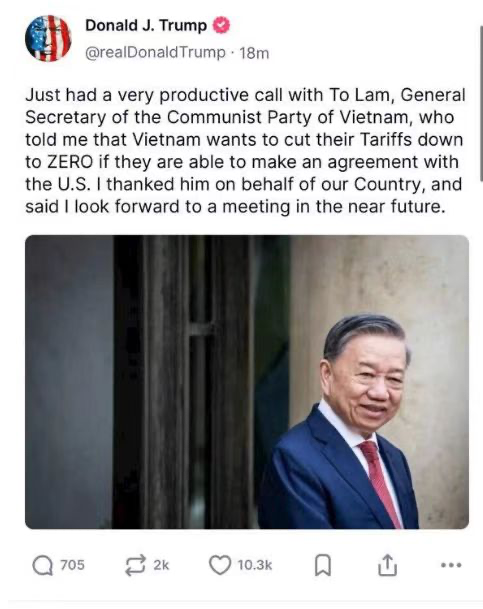 Donald J. Trump
@realDonaldTrump · 18m
Just had a very productive call with To Lam, General
Secretary of the Communist Party of Vietnam, who
told me that Vietnam wants to cut their Tariffs down
to ZERO if they are able to make an agreement with
the U.S. I thanked him on behalf of our Country, and
said I look forward to a meeting in the near future.
705 2k 10.3k